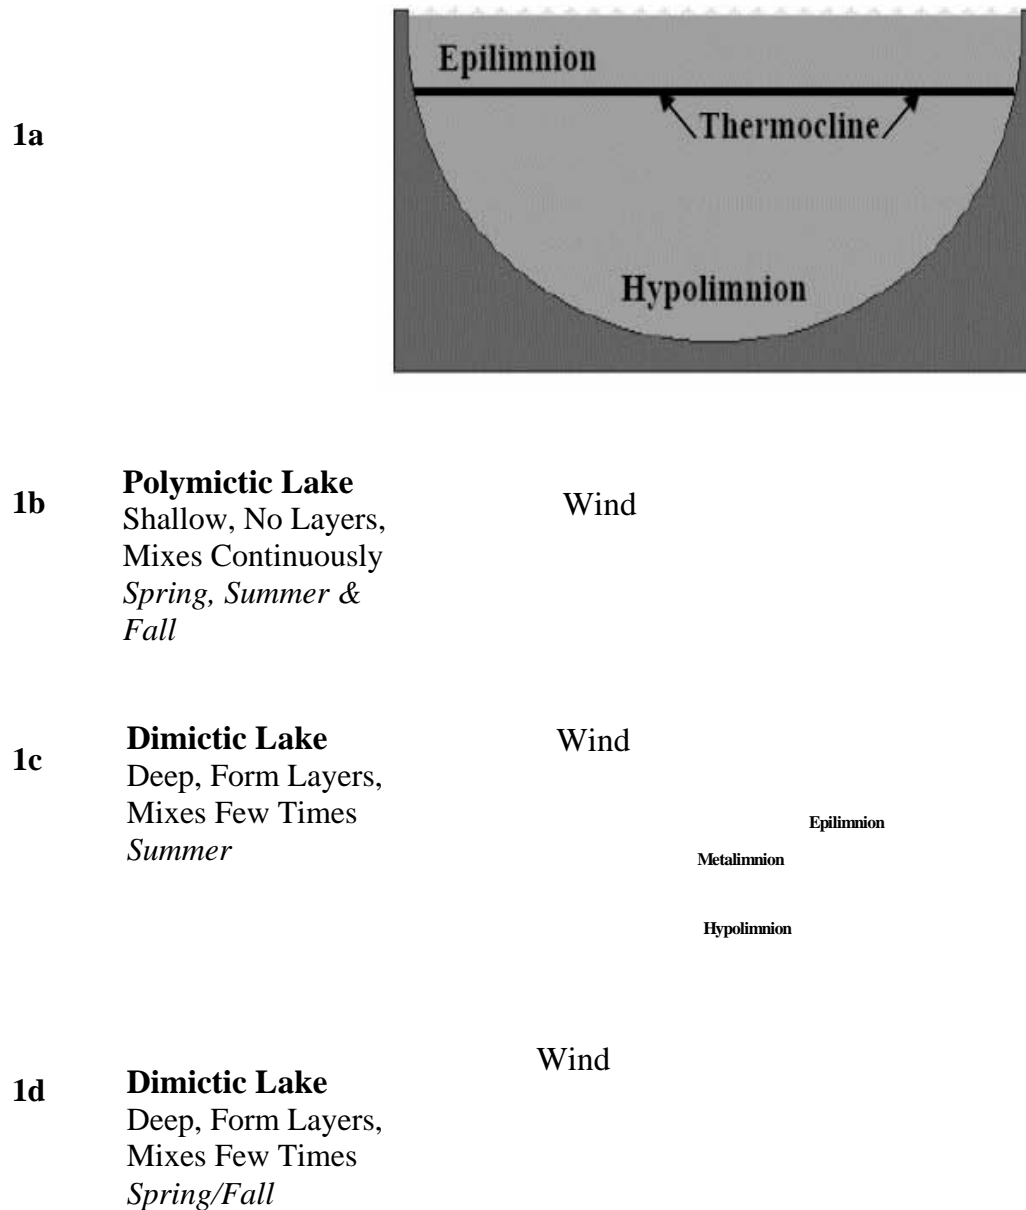 Epilimnion
Thermocline
1a
Hypolimnion
1b
Polymictic Lake
Shallow, No Layers,
Mixes Continuously
Spring, Summer &
Fall
Wind
1c
Dimictic Lake
Deep, Form Layers,
Mixes Few Times
Summer
Wind
Epilimnion
Metalimnion
Hypolimnion
Wind
1d
Dimictic Lake
Deep, Form Layers,
Mixes Few Times
Spring/Fall